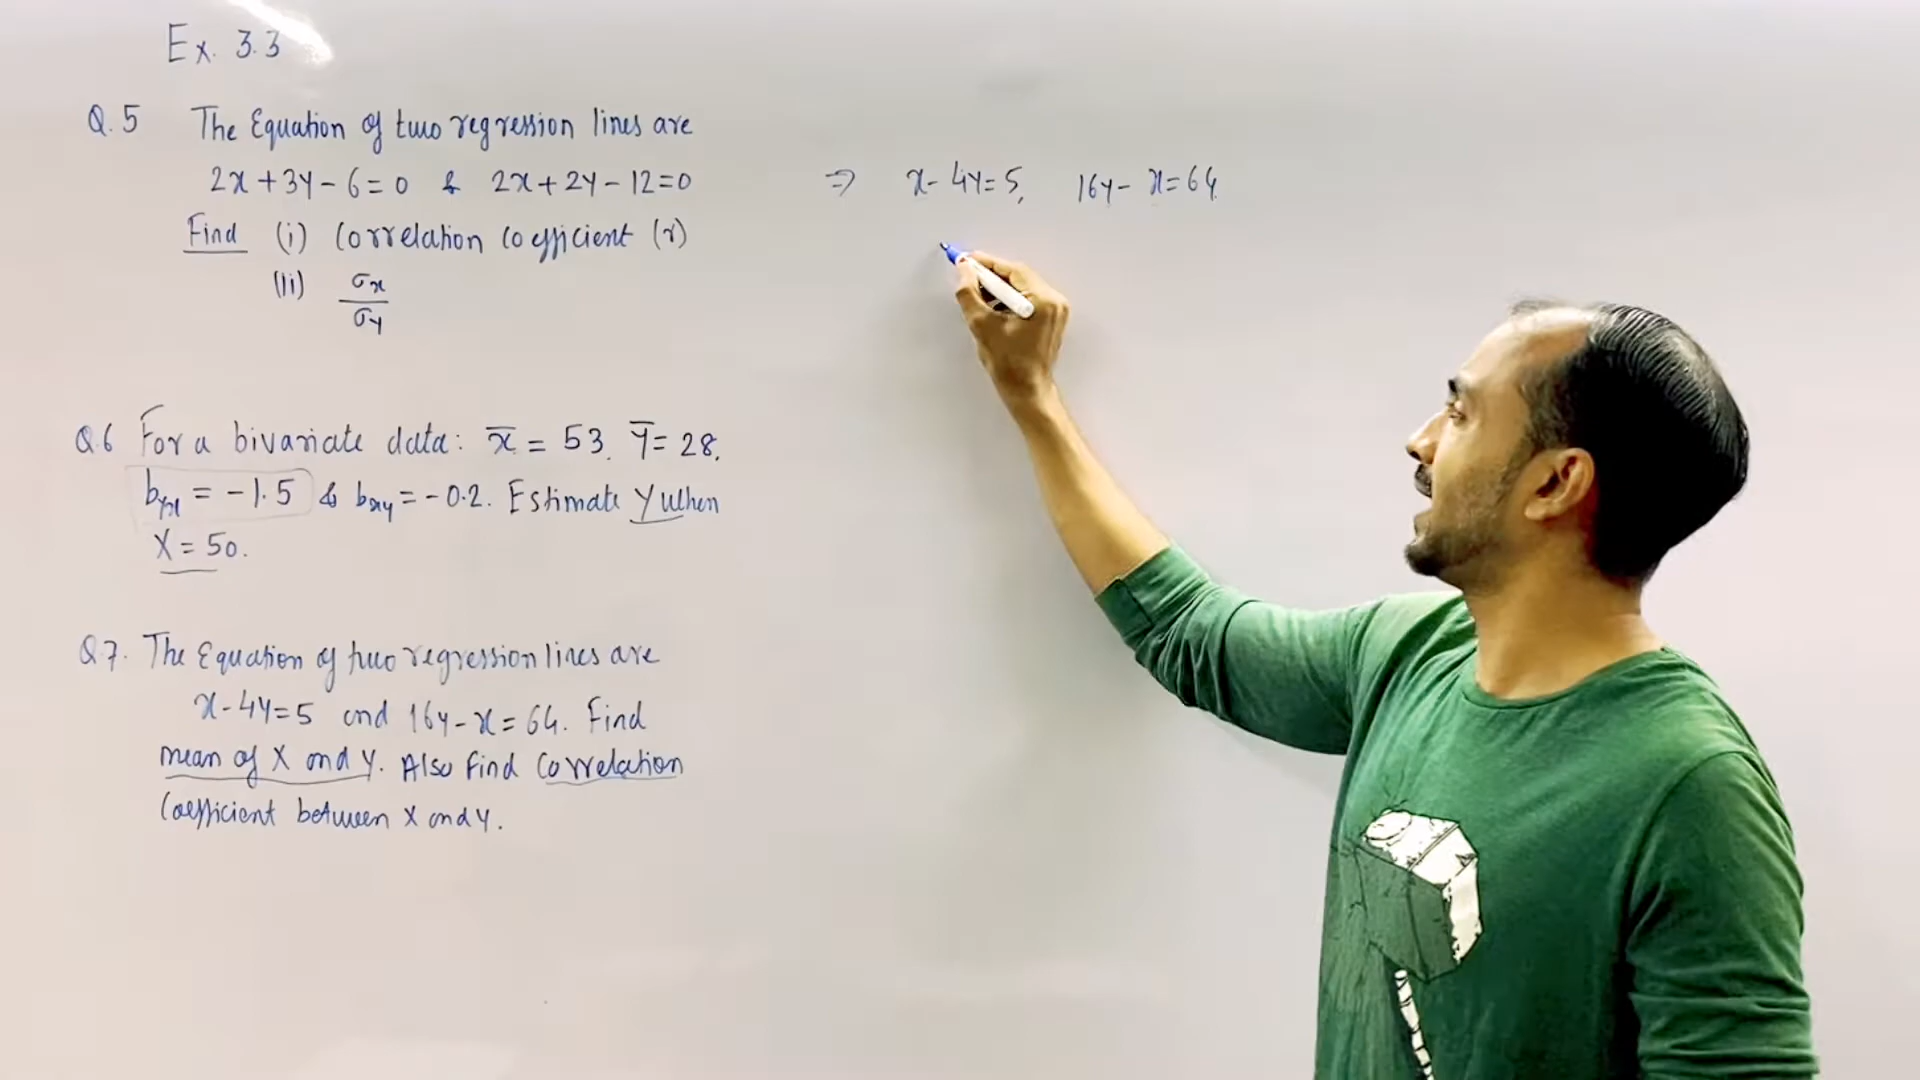 Ex. 3.3
Q.5 The Equation of two regression lines are
2x+3y-6=0 & 2x+2y-12=0
Find (i) Correlation Coefficient (r)
(ii) σx/σy
Q.6 For a bivariate data: x̄ = 53, ȳ = 28,
byx = -1.5 & bxy = -0.2. Estimate Y when
X = 50.
Q.7. The Equation of two regression lines are
x-4y=5 and 16y-x=64. Find
mean of X and Y. Also Find Correlation
Coefficient between X and Y.
⇒ x-4y=5, 16y-x=64.